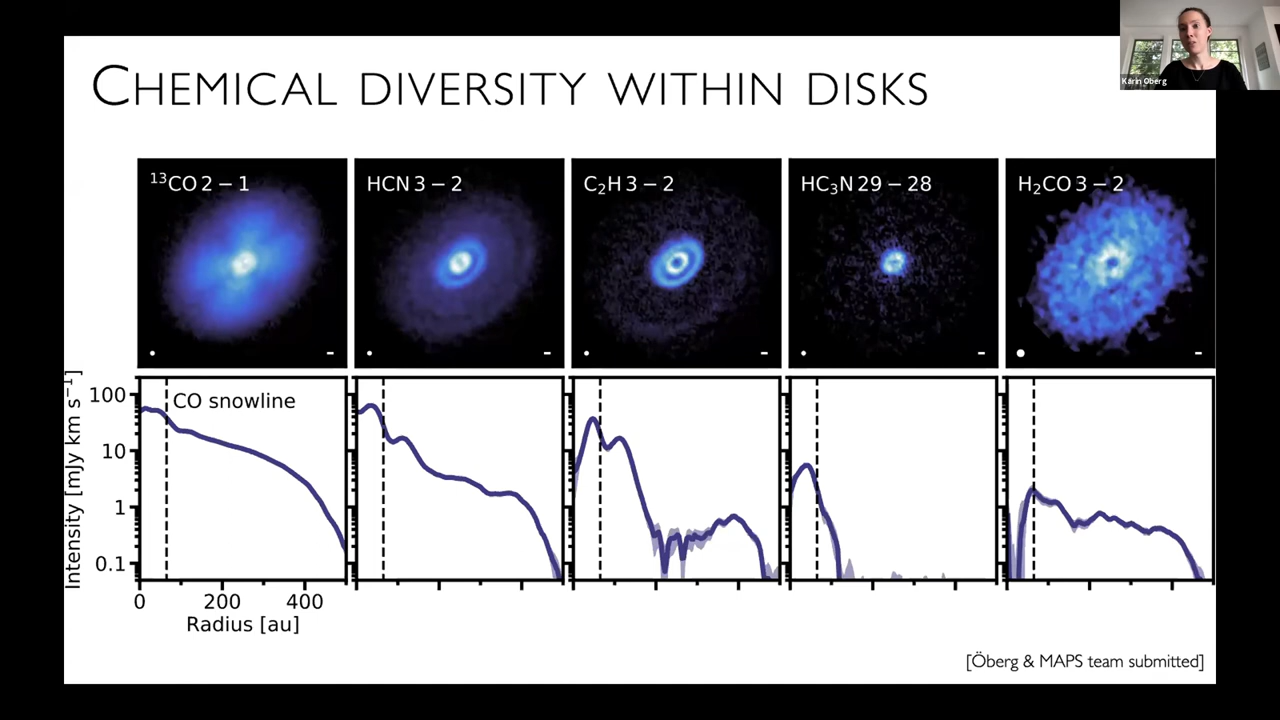 Karin Öberg
CHEMICAL DIVERSITY WITHIN DISKS
¹³CO 2 − 1
HCN 3 − 2
C₂H 3 − 2
HC₃N 29 − 28
H₂CO 3 − 2
Intensity [mJy km s⁻¹]
100
10
1
0.1
CO snowline
0 200 400
Radius [au]
[Öberg & MAPS team submitted]